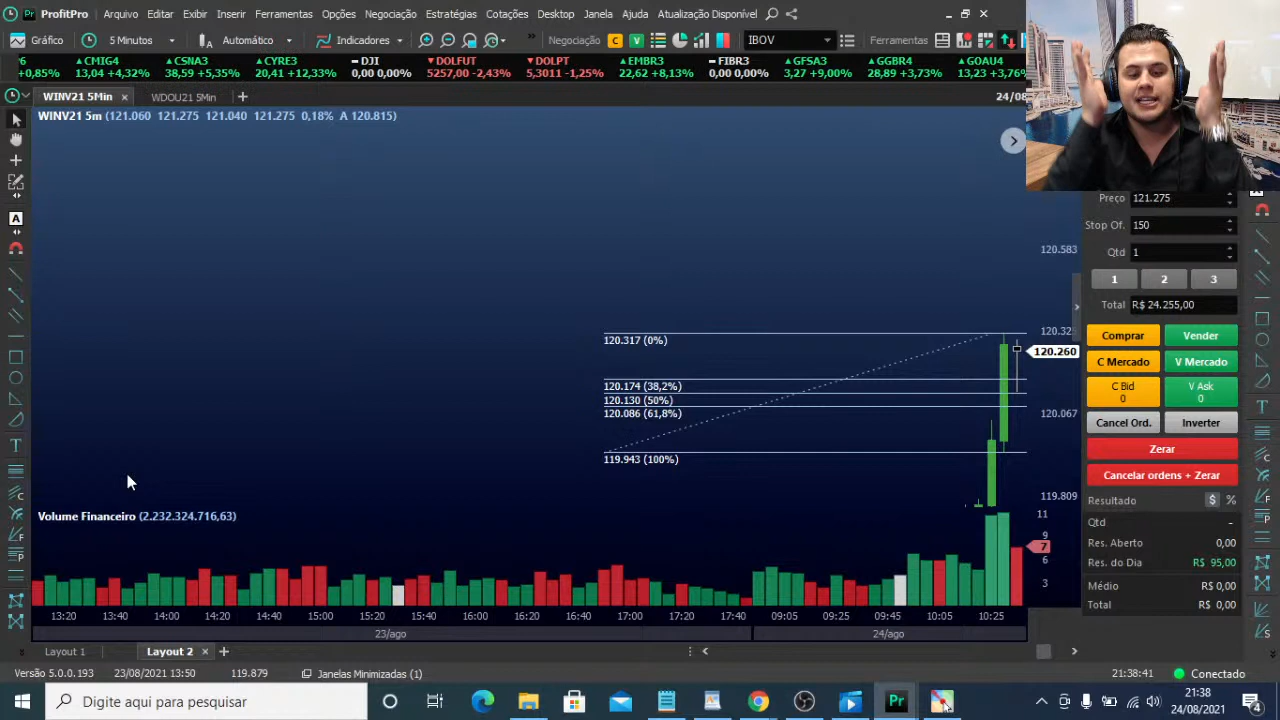 ProfitPro Arquivo Editar Exibir Inserir Ferramentas Opções Negociação Estratégias Cotações Desktop Janela Ajuda Atualização Disponível
Gráfico 5 Minutos Automático Indicadores Negociação C V IBOV Ferramentas
CMIG4 CSNA3 CYRE3 DJI DOLFUT DOLPT EMBR3 FIBR3 GFSA3 GGBR4 GOAU4
+0,85% 13,04 +4,32% 38,59 +5,35% 20,41 +12,33% 0,00 0,00% 5257,00 -2,43% 5,3011 -1,25% 22,62 +8,13% 0,00 0,00% 3,27 +9,00% 28,89 +3,73% 13,23 +3,76%
WINV21 5Min WDOU21 5Min 24/08
WINV21 5m (121.060 121.275 121.040 121.275 0,18% A 120.815)
120.583
120.317 (0%)
120.260
120.174 (38,2%)
120.130 (50%)
120.086 (61,8%)
120.067
119.943 (100%)
119.809
Volume Financeiro (2.232.324.716,63)
11
9
7
6
3
13:20 13:40 14:00 14:20 14:40 15:00 15:20 15:40 16:00 16:20 16:40 17:00 17:20 17:40 09:05 09:25 09:45 10:05 10:25
23/ago 24/ago
Preço 121.275
Stop Of. 150
Qtd 1
1 2 3
Total R$ 24.255,00
Comprar Vender
C Mercado V Mercado
C Bid V Ask
0 0
Cancel Ord. Inverter
Zerar
Cancelar ordens + Zerar
Resultado $ %
Qtd -
Res. Aberto 0,00
Res. do Dia R$ 95,00
Médio R$ 0,00
Total R$ 0,00
Layout 1 Layout 2
Versão 5.0.0.193 23/08/2021 13:50 119.879 Janelas Minimizadas (1) 21:38:41 Conectado
Digite aqui para pesquisar
21:38
24/08/2021
4